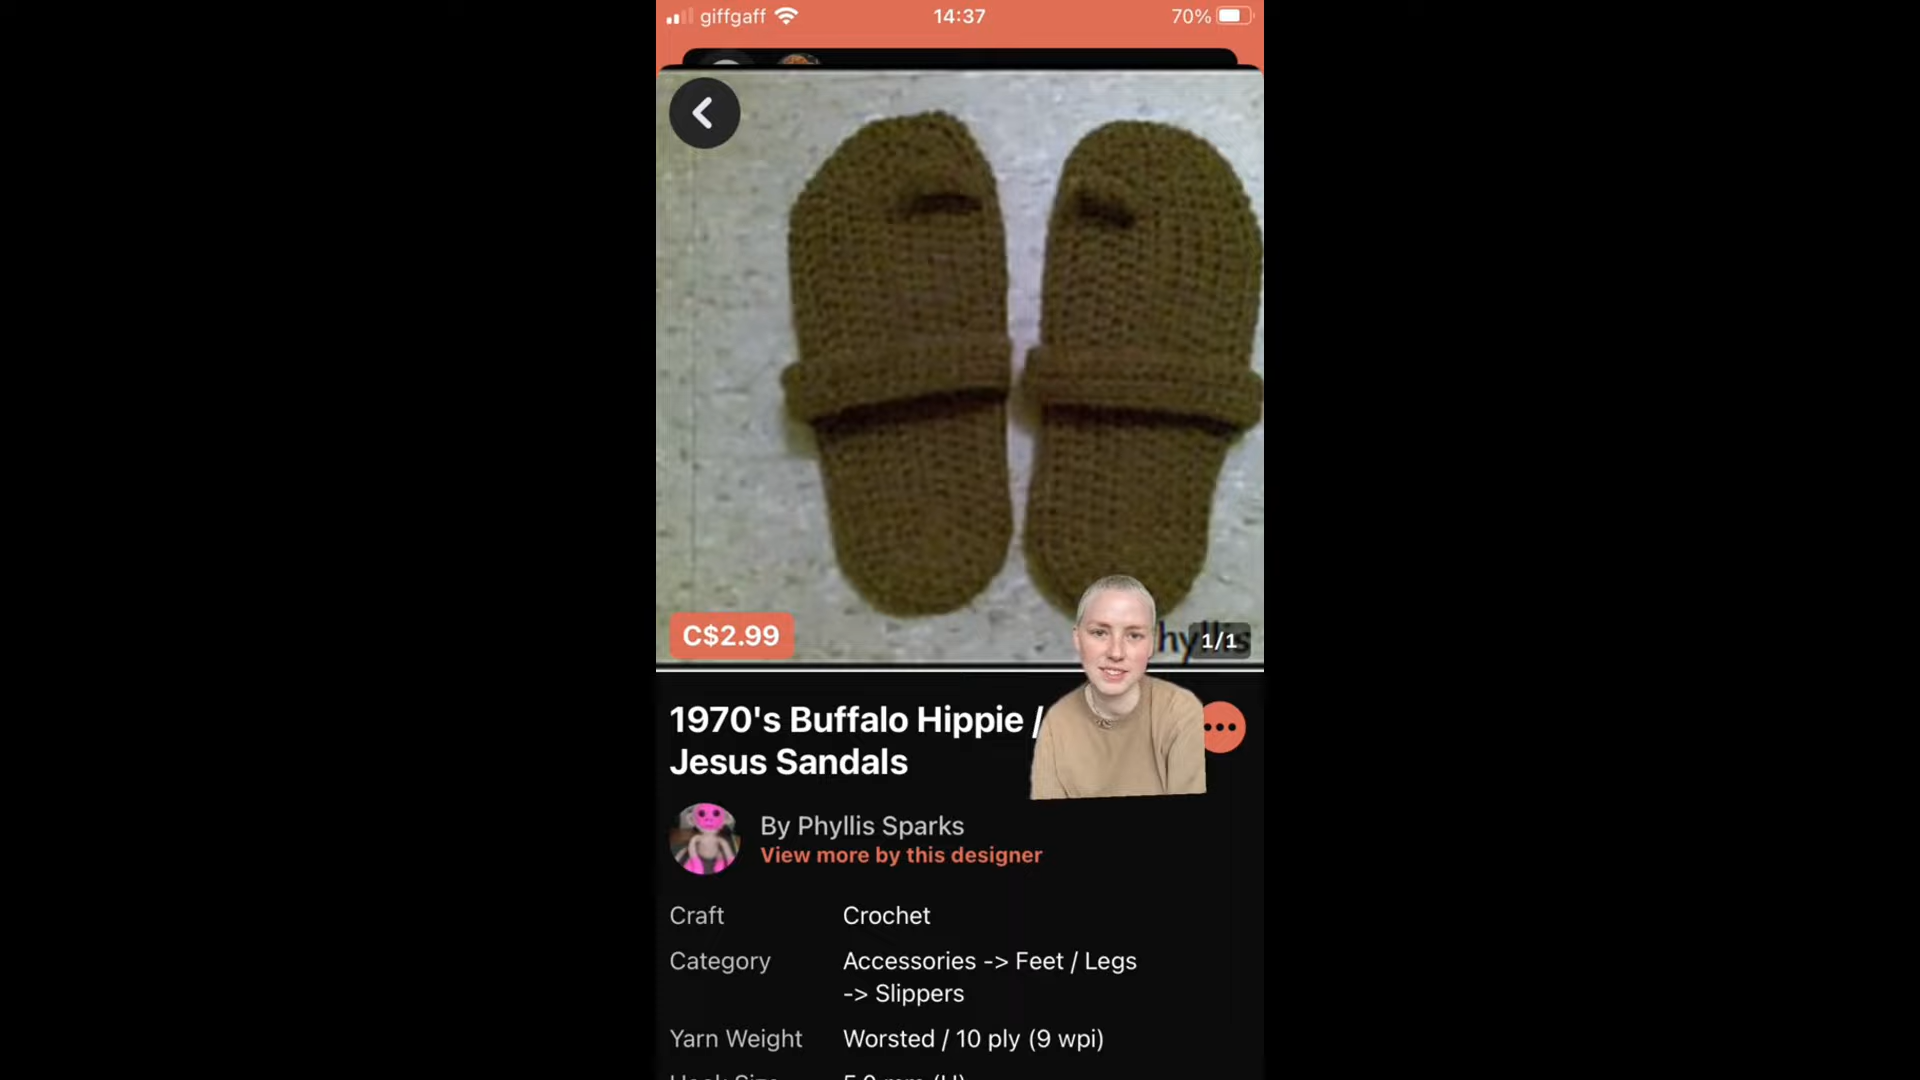 giffgaff 14:37 70%
C$2.99
1/1
1970's Buffalo Hippie /
Jesus Sandals
By Phyllis Sparks
View more by this designer
Craft Crochet
Category Accessories -> Feet / Legs
-> Slippers
Yarn Weight Worsted / 10 ply (9 wpi)